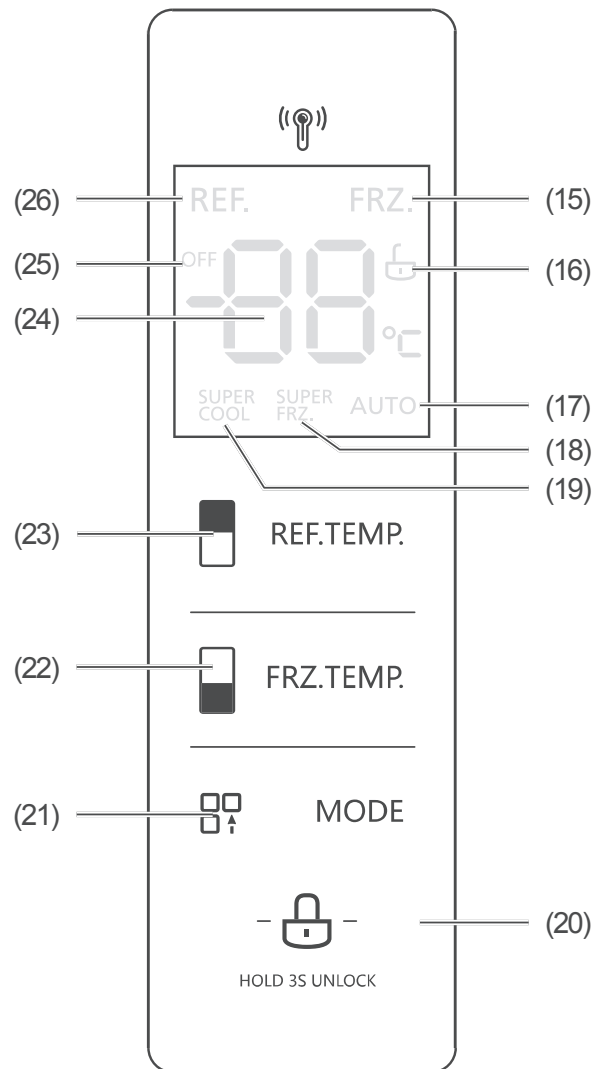 (26) REF. FRZ. (15)
(25) OFF (16)
(24) -88 °C
SUPER COOL SUPER FRZ. AUTO (17)
(18)
(19)
(23) REF.TEMP.
(22) FRZ.TEMP.
(21) MODE
(20)
HOLD 3S UNLOCK